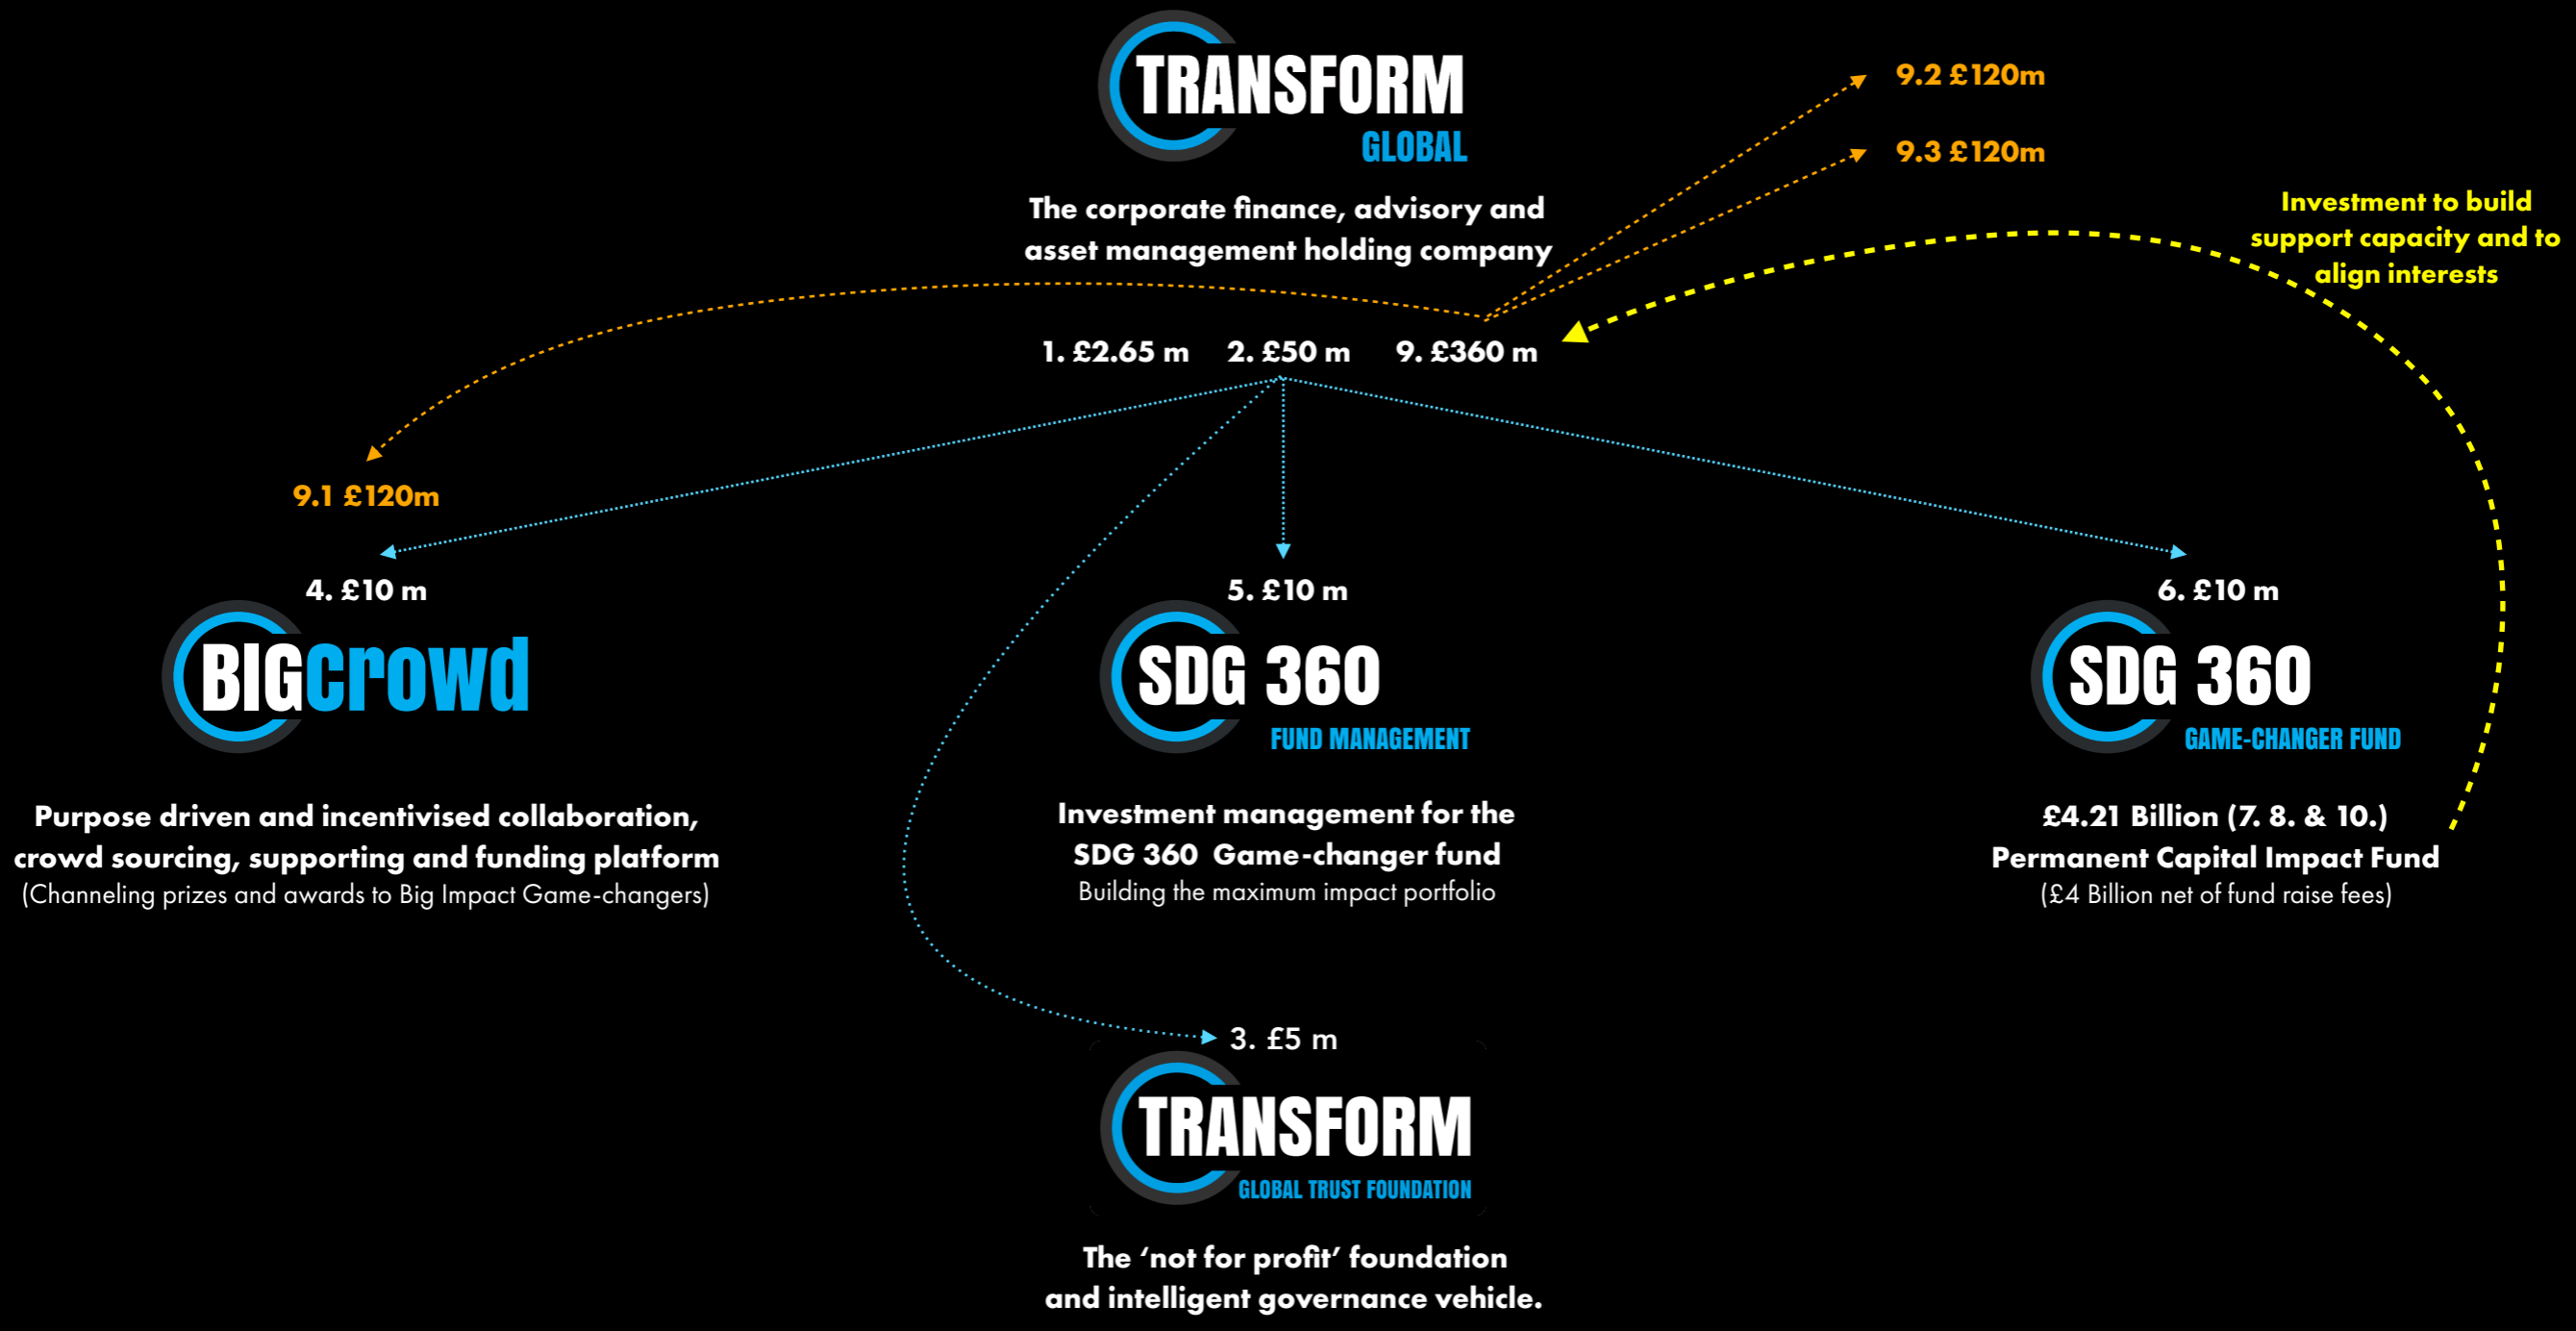 TRANSFORM
GLOBAL
The corporate finance, advisory and
asset management holding company
9.2 £120m
9.3 £120m
Investment to build
support capacity and to
align interests
1. £2.65 m 2. £50 m 9. £360 m
9.1 £120m
4. £10 m
BIGCrowd
Purpose driven and incentivised collaboration,
crowd sourcing, supporting and funding platform
(Channeling prizes and awards to Big Impact Game-changers)
5. £10 m
SDG 360
FUND MANAGEMENT
Investment management for the
SDG 360 Game-changer fund
Building the maximum impact portfolio
6. £10 m
SDG 360
GAME-CHANGER FUND
£4.21 Billion (7. 8. & 10.)
Permanent Capital Impact Fund
(£4 Billion net of fund raise fees)
3. £5 m
TRANSFORM
GLOBAL TRUST FOUNDATION
The ‘not for profit’ foundation
and intelligent governance vehicle.